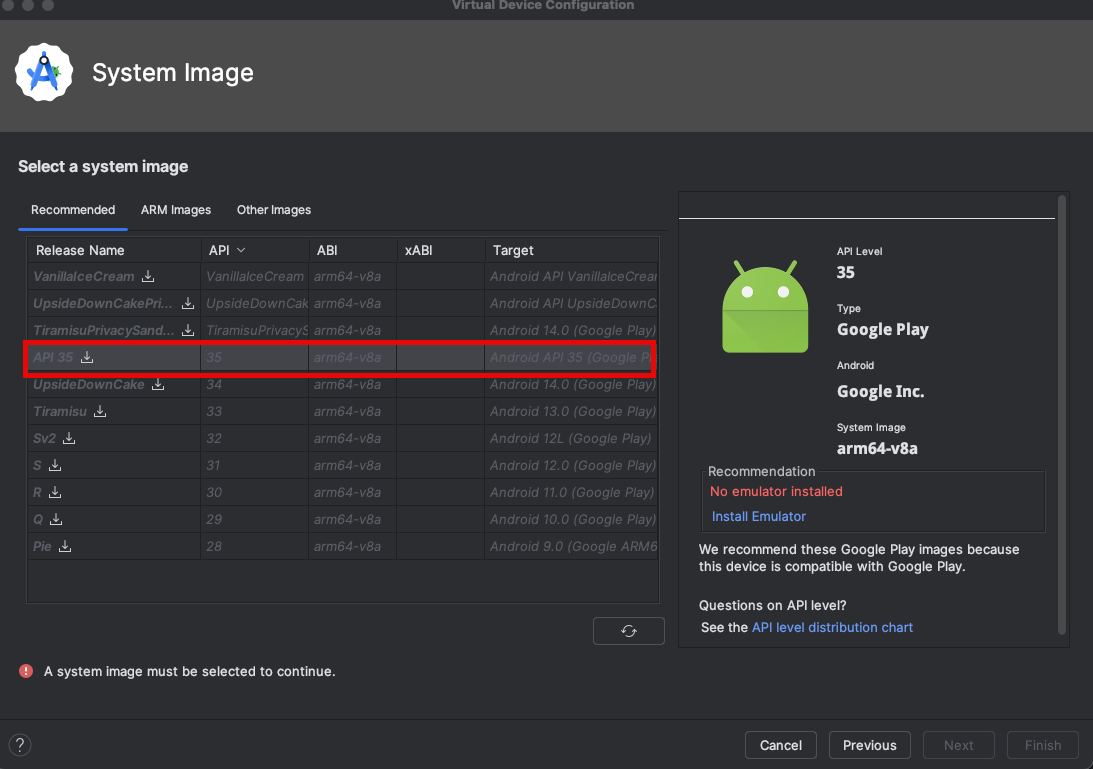 Virtual Device Configuration
System Image
Select a system image
Recommended ARM Images Other Images
Release Name API ABI xABI Target
VanillaIceCream VanillaIceCream arm64-v8a Android API VanillaIceCrear
UpsideDownCakePri... UpsideDownCak arm64-v8a Android API UpsideDownC
TiramisuPrivacySand... TiramisuPrivacyS arm64-v8a Android 14.0 (Google Play)
API 35 35 arm64-v8a Android API 35 (Google Pl
UpsideDownCake 34 arm64-v8a Android 14.0 (Google Play)
Tiramisu 33 arm64-v8a Android 13.0 (Google Play)
Sv2 32 arm64-v8a Android 12L (Google Play)
S 31 arm64-v8a Android 12.0 (Google Play)
R 30 arm64-v8a Android 11.0 (Google Play)
Q 29 arm64-v8a Android 10.0 (Google Play)
Pie 28 arm64-v8a Android 9.0 (Google ARM6
API Level
35
Type
Google Play
Android
Google Inc.
System Image
arm64-v8a
Recommendation
No emulator installed
Install Emulator
We recommend these Google Play images because
this device is compatible with Google Play.
Questions on API level?
See the API level distribution chart
! A system image must be selected to continue.
? Cancel Previous Next Finish